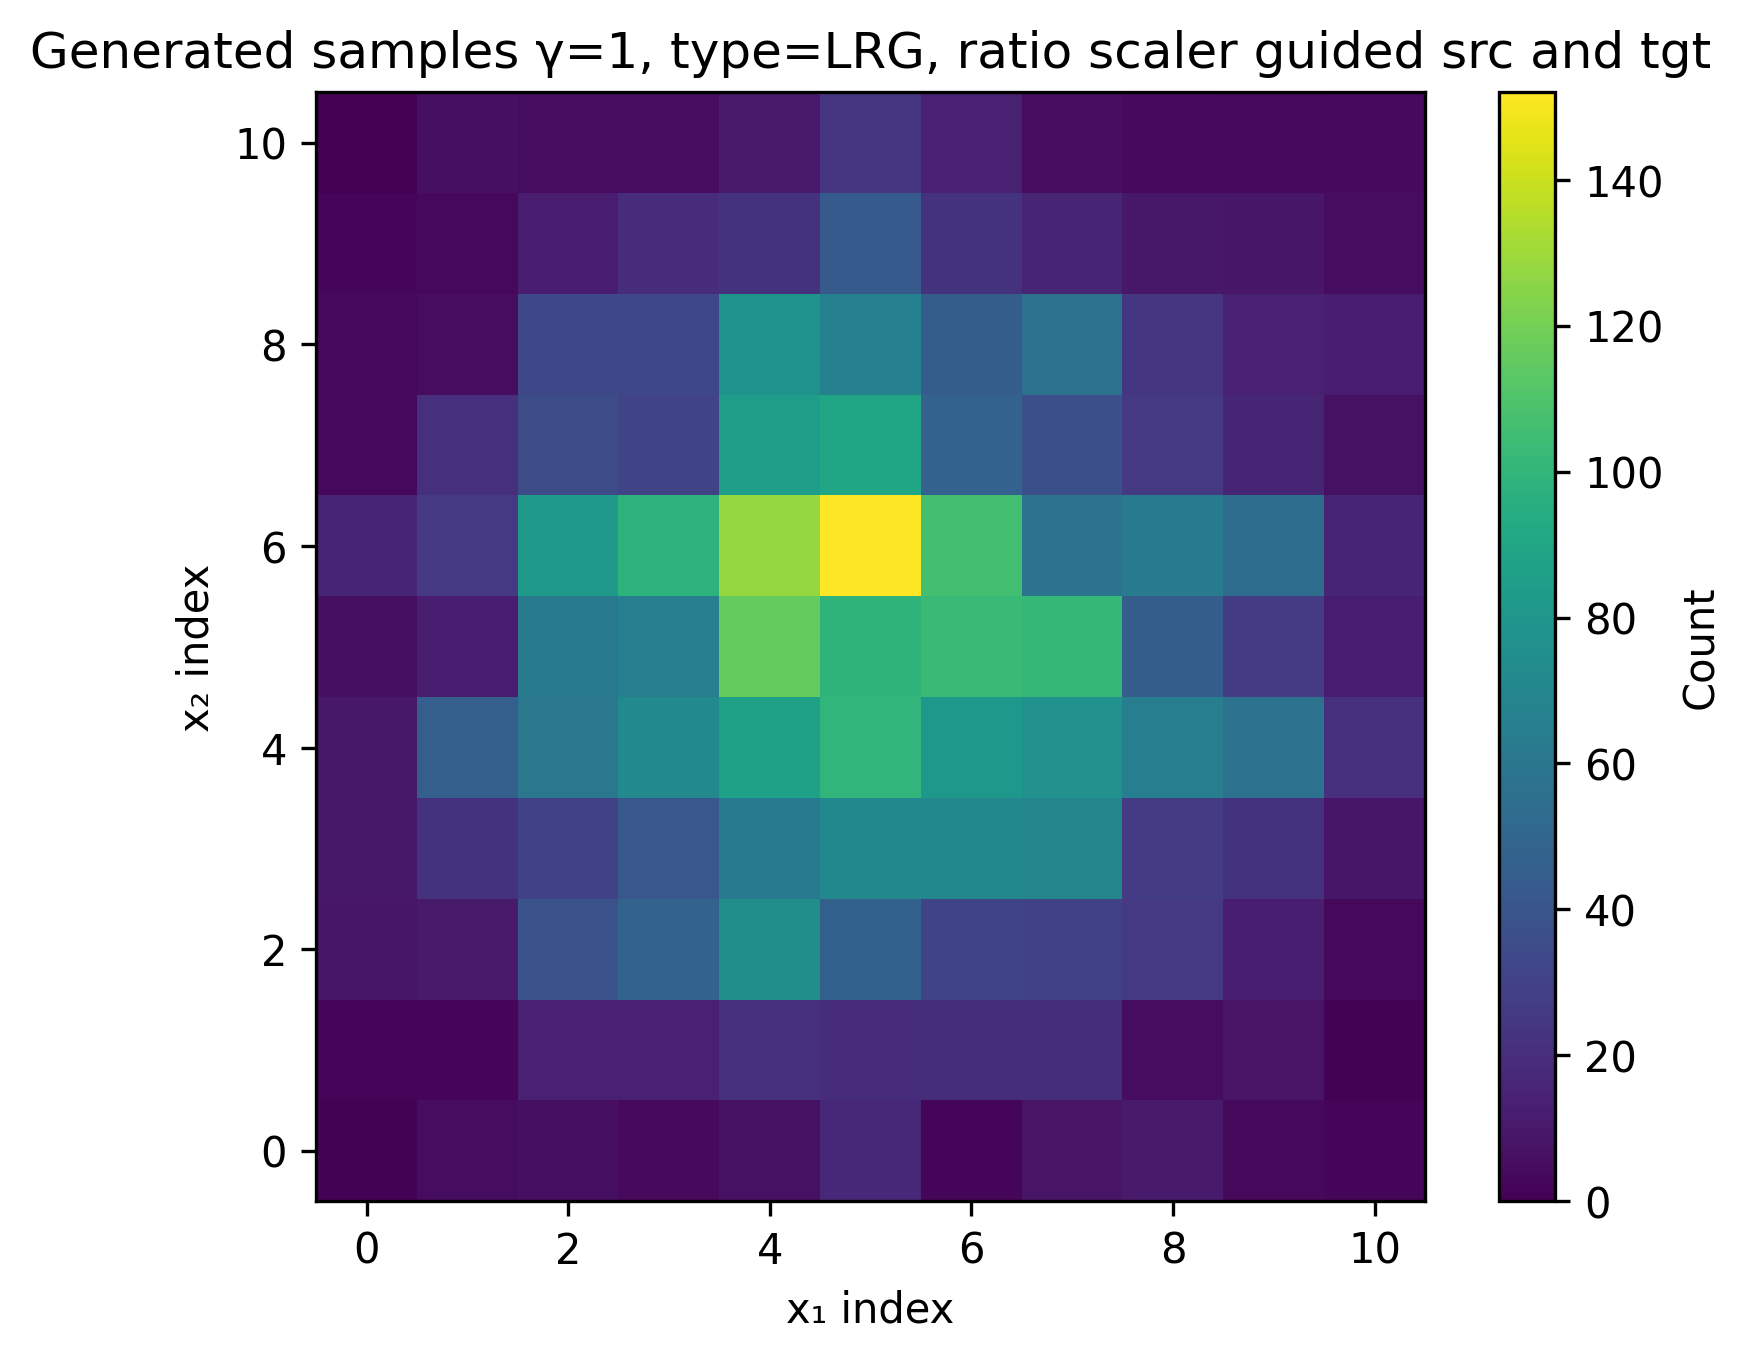 Generated samples γ=1, type=LRG, ratio scaler guided src and tgt
10
8
6
4
2
0
x₂ index
0 2 4 6 8 10
x₁ index
140
120
100
80
60
40
20
0
Count